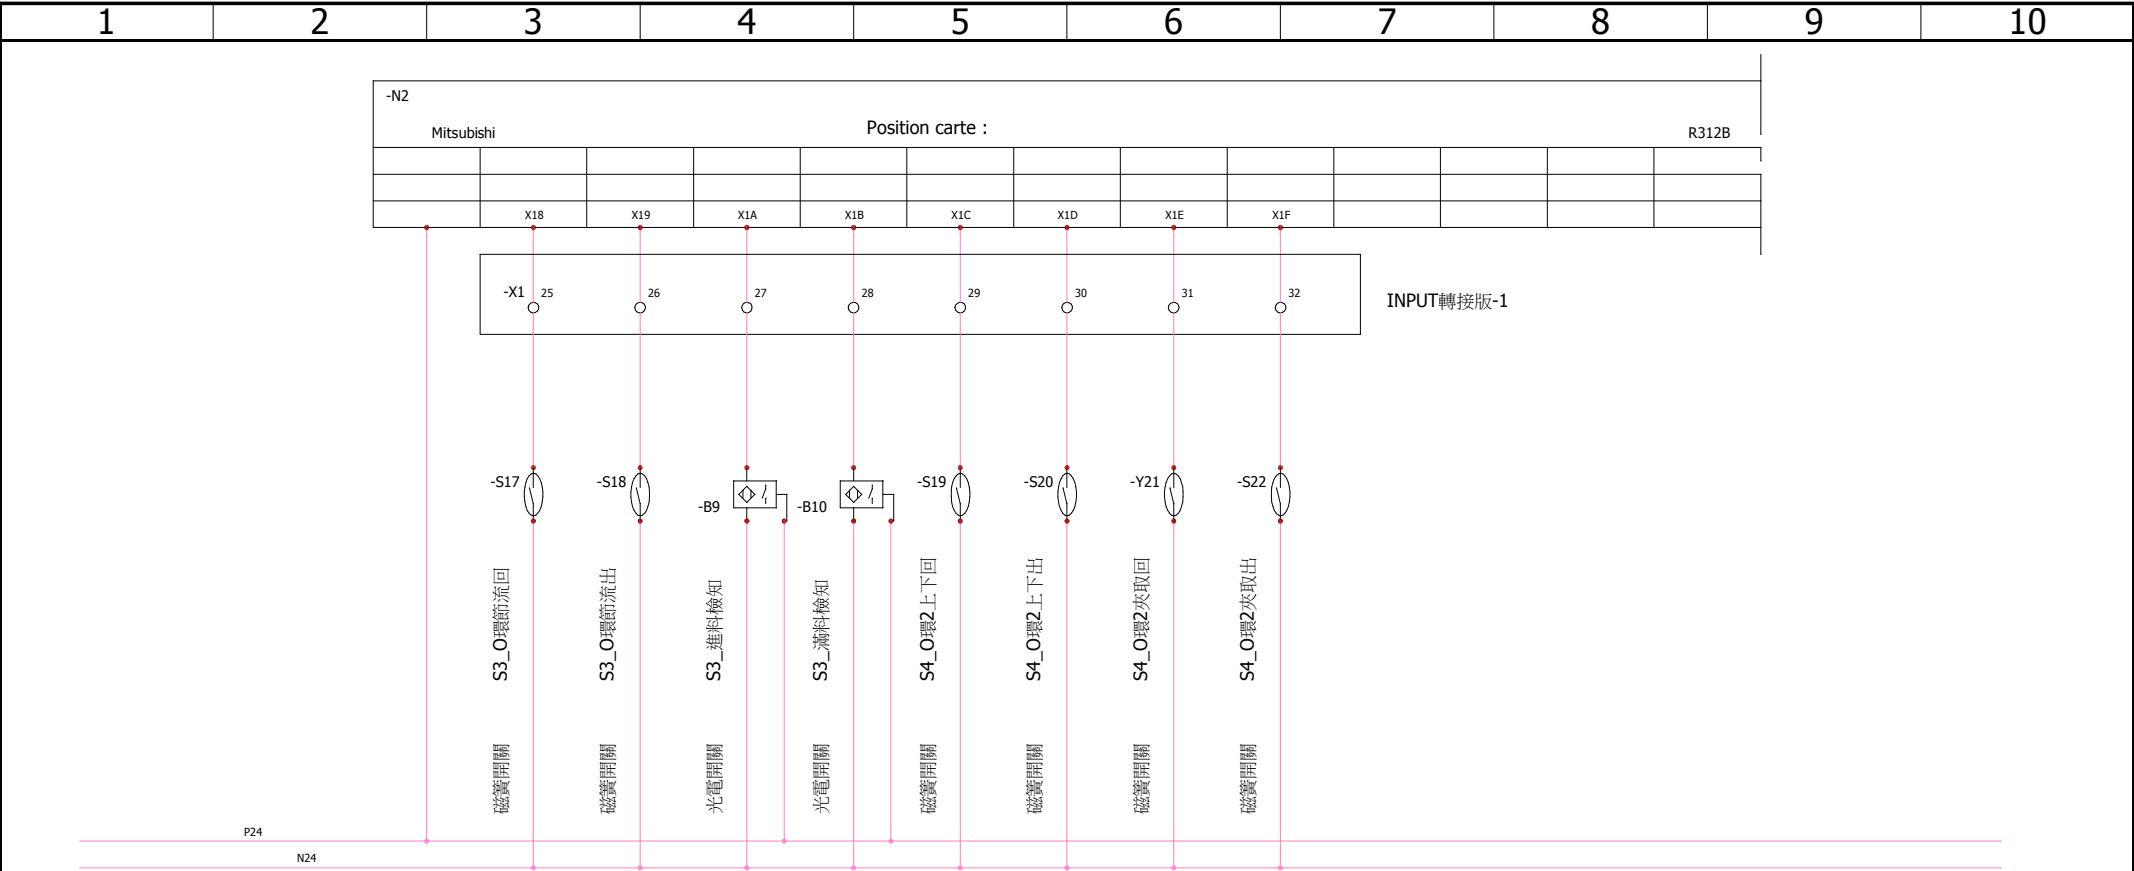 1 2 3 4 5 6 7 8 9 10
-N2
Mitsubishi Position carte : R312B
X18 X19 X1A X1B X1C X1D X1E X1F
-X1 25 26 27 28 29 30 31 32
INPUT轉接版-1
-S17 -S18 -B9 -B10 -S19 -S20 -Y21 -S22
S3_O環節流回
S3_O環節流出
S3_進料檢知
S3_滿料檢知
S4_O環2上下回
S4_O環2上下出
S4_O環2夾取回
S4_O環2夾取出
磁簧開關
磁簧開關
光電開關
光電開關
磁簧開關
磁簧開關
磁簧開關
磁簧開關
P24
N24